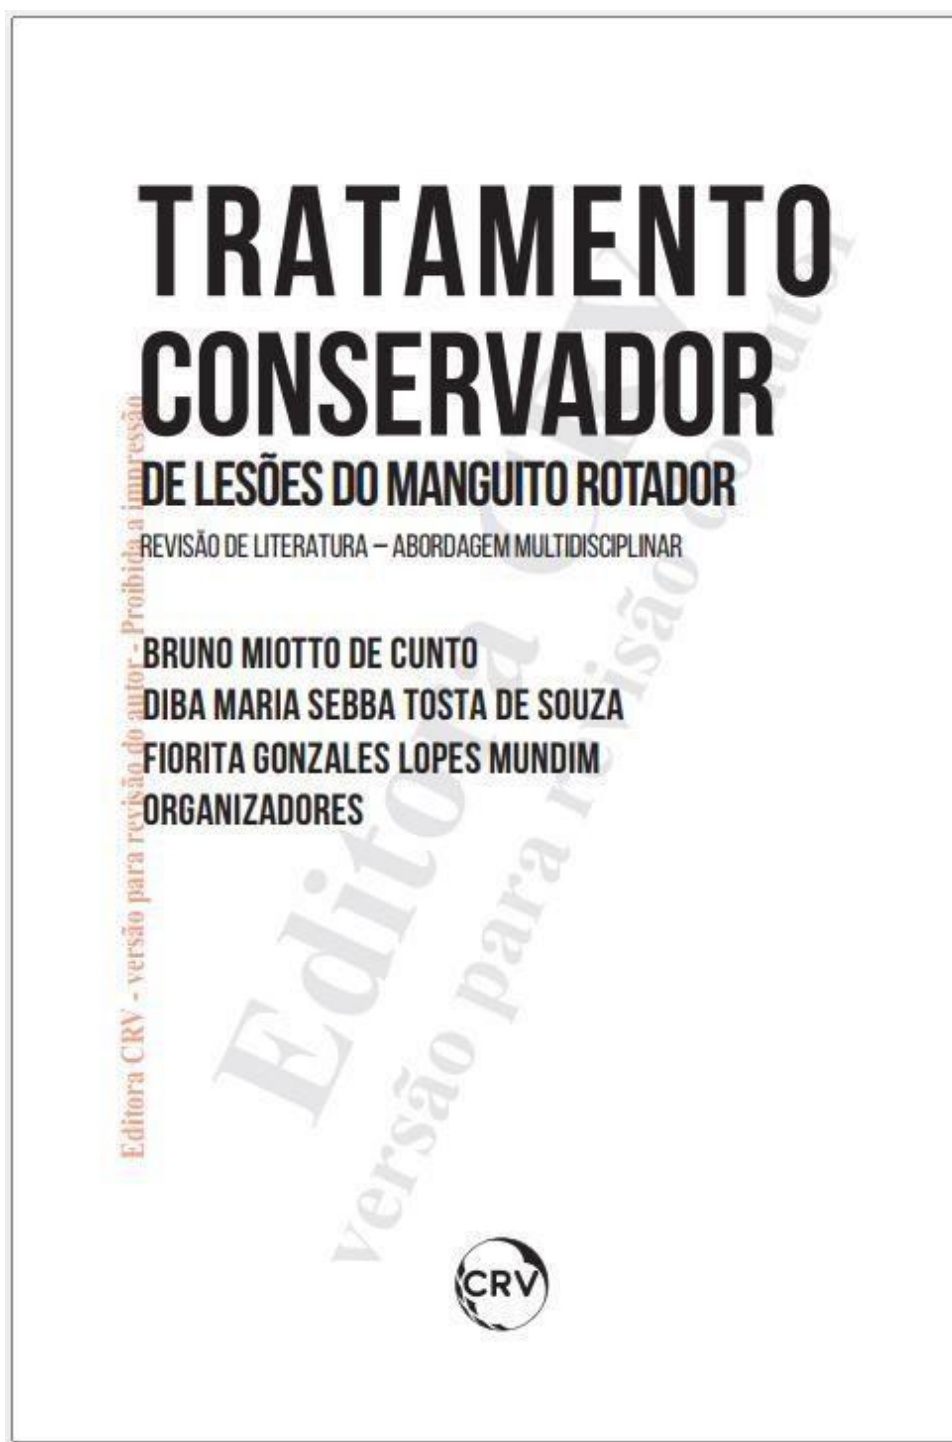 TRATAMENTO
CONSERVADOR
DE LESÕES DO MANGUITO ROTADOR
REVISÃO DE LITERATURA – ABORDAGEM MULTIDISCIPLINAR
BRUNO MIOTTO DE CUNTO
DIBA MARIA SEBBA TOSTA DE SOUZA
FIORITA GONZALES LOPES MUNDIM
ORGANIZADORES
Editora CRV - versão para revisão do autor - Proibida a impressão
Editora CRV
versão para revisão do autor
CRV